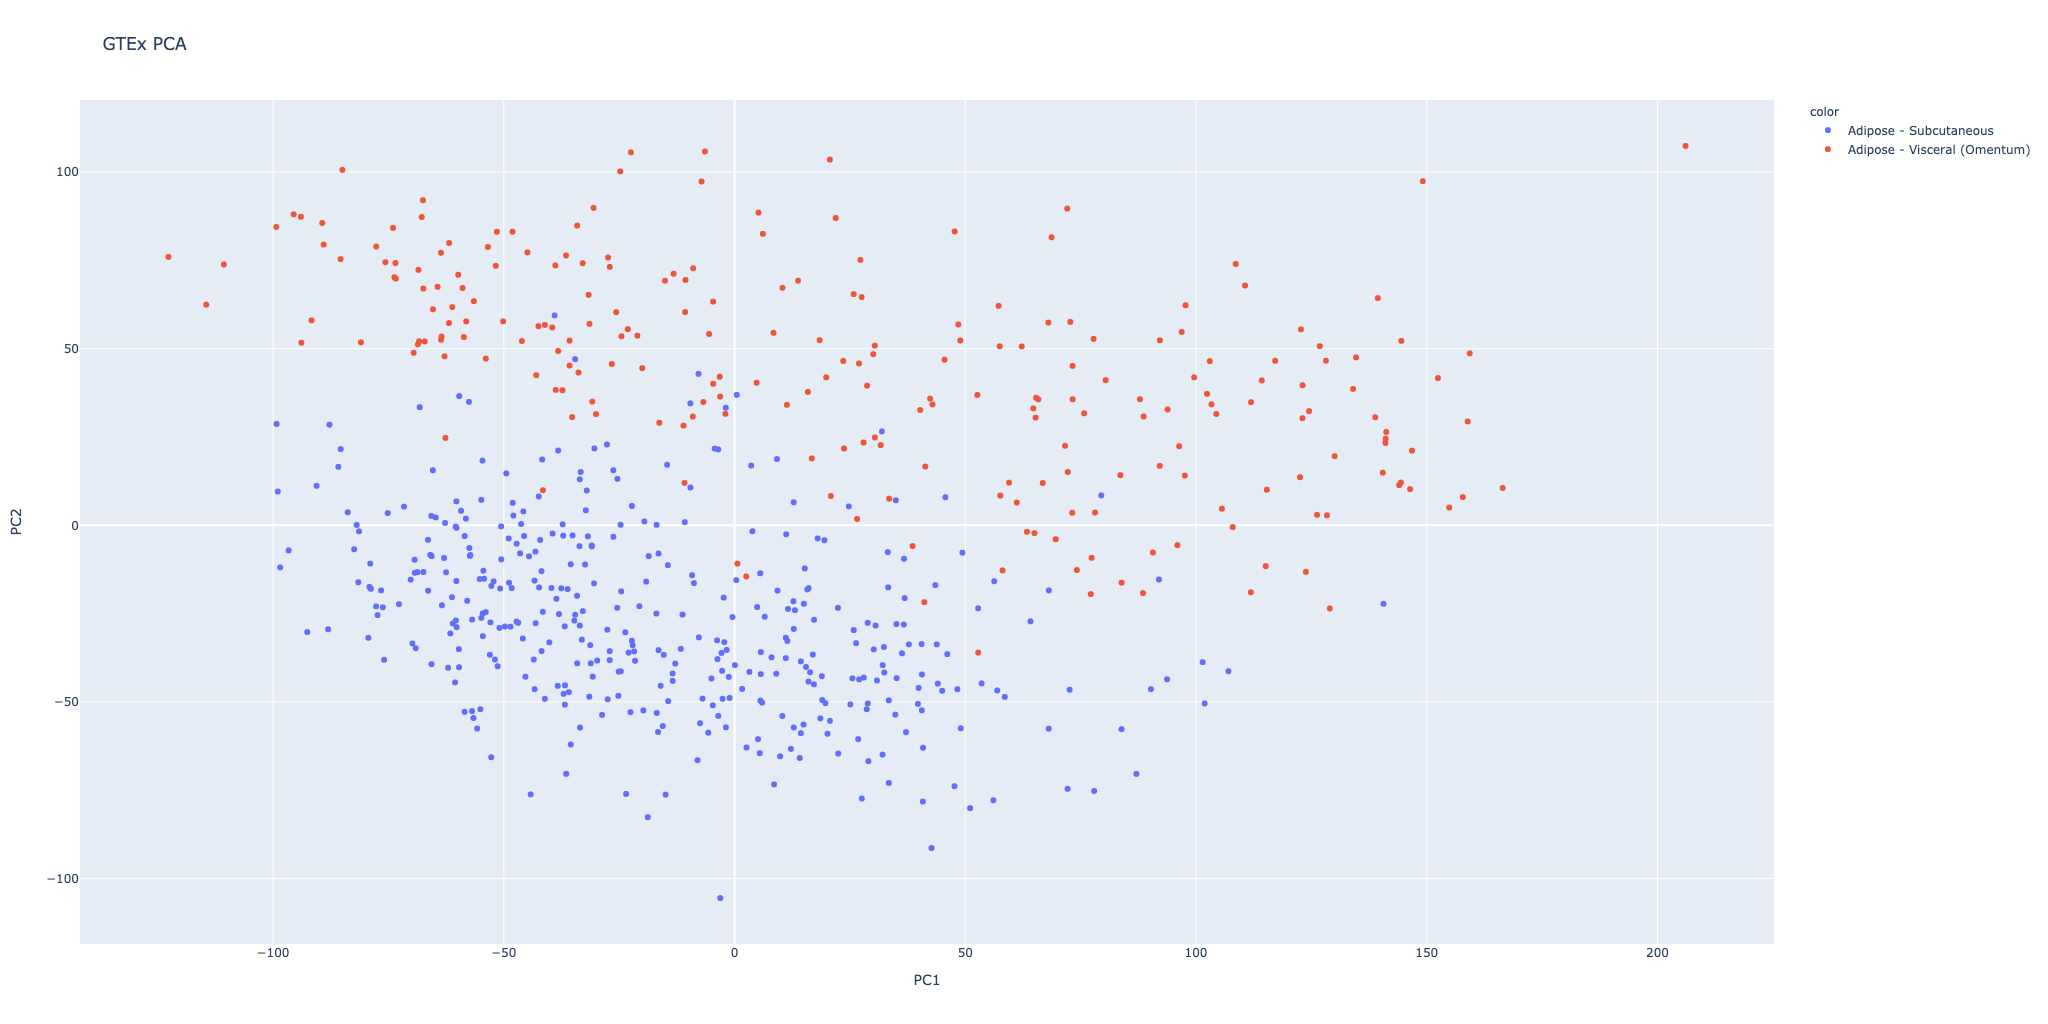 GTEx PCA
color
Adipose - Subcutaneous
Adipose - Visceral (Omentum)
100
50
0
−50
−100
PC2
−100
−50
0
50
100
150
200
PC1